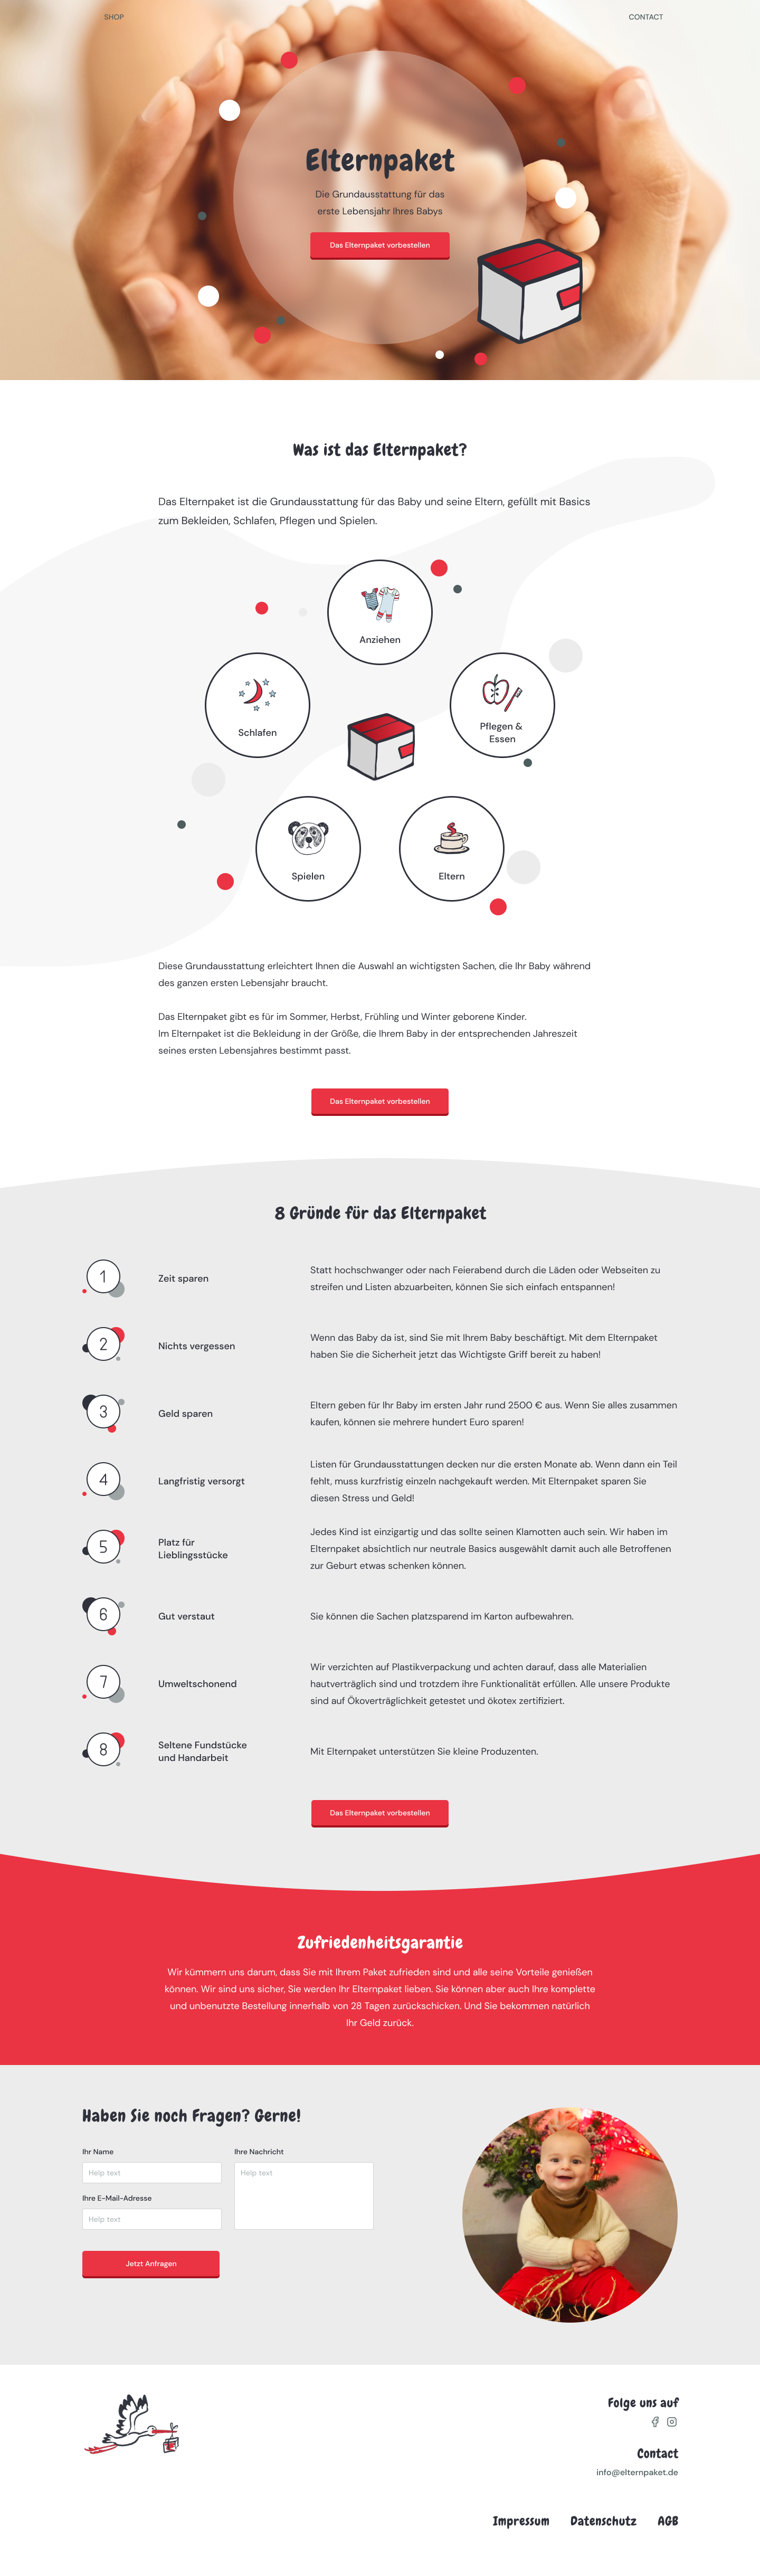 SHOP
CONTACT
Elternpaket
Die Grundausstattung für das
erste Lebensjahr Ihres Babys
Das Elternpaket vorbestellen
Was ist das Elternpaket?
Das Elternpaket ist die Grundausstattung für das Baby und seine Eltern, gefüllt mit Basics
zum Bekleiden, Schlafen, Pflegen und Spielen.
Anziehen
Schlafen
Pflegen &
Essen
Spielen
Eltern
Diese Grundausstattung erleichtert Ihnen die Auswahl an wichtigsten Sachen, die Ihr Baby während
des ganzen ersten Lebensjahr braucht.
Das Elternpaket gibt es für im Sommer, Herbst, Frühling und Winter geborene Kinder.
Im Elternpaket ist die Bekleidung in der Größe, die Ihrem Baby in der entsprechenden Jahreszeit
seines ersten Lebensjahres bestimmt passt.
Das Elternpaket vorbestellen
8 Gründe für das Elternpaket
1
Zeit sparen
Statt hochschwanger oder nach Feierabend durch die Läden oder Webseiten zu
streifen und Listen abzuarbeiten, können Sie sich einfach entspannen!
2
Nichts vergessen
Wenn das Baby da ist, sind Sie mit Ihrem Baby beschäftigt. Mit dem Elternpaket
haben Sie die Sicherheit jetzt das Wichtigste Griff bereit zu haben!
3
Geld sparen
Eltern geben für Ihr Baby im ersten Jahr rund 2500 € aus. Wenn Sie alles zusammen
kaufen, können sie mehrere hundert Euro sparen!
4
Langfristig versorgt
Listen für Grundausstattungen decken nur die ersten Monate ab. Wenn dann ein Teil
fehlt, muss kurzfristig einzeln nachgekauft werden. Mit Elternpaket sparen Sie
diesen Stress und Geld!
5
Platz für
Lieblingsstücke
Jedes Kind ist einzigartig und das sollte seinen Klamotten auch sein. Wir haben im
Elternpaket absichtlich nur neutrale Basics ausgewählt damit auch alle Betroffenen
zur Geburt etwas schenken können.
6
Gut verstaut
Sie können die Sachen platzsparend im Karton aufbewahren.
7
Umweltschonend
Wir verzichten auf Plastikverpackung und achten darauf, dass alle Materialien
hautverträglich sind und trotzdem ihre Funktionalität erfüllen. Alle unsere Produkte
sind auf Ökoverträglichkeit getestet und ökotex zertifiziert.
8
Seltene Fundstücke
und Handarbeit
Mit Elternpaket unterstützen Sie kleine Produzenten.
Das Elternpaket vorbestellen
Zufriedenheitsgarantie
Wir kümmern uns darum, dass Sie mit Ihrem Paket zufrieden sind und alle seine Vorteile genießen
können. Wir sind uns sicher, Sie werden Ihr Elternpaket lieben. Sie können aber auch Ihre komplette
und unbenutzte Bestellung innerhalb von 28 Tagen zurückschicken. Und Sie bekommen natürlich
Ihr Geld zurück.
Haben Sie noch Fragen? Gerne!
Ihr Name
Help text
Ihre E-Mail-Adresse
Help text
Ihre Nachricht
Help text
Jetzt Anfragen
Folge uns auf
Contact
info@elternpaket.de
Impressum
Datenschutz
AGB